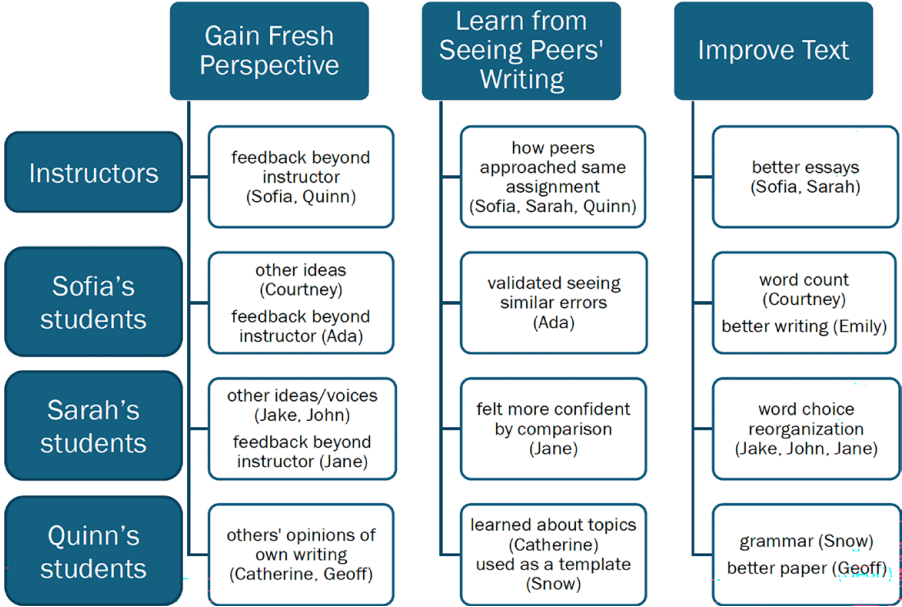 Gain Fresh
Perspective
Learn from
Seeing Peers'
Writing
Improve Text
Instructors
feedback beyond
instructor
(Sofia, Quinn)
how peers
approached same
assignment
(Sofia, Sarah, Quinn)
better essays
(Sofia, Sarah)
Sofia's
students
other ideas
(Courtney)
feedback beyond
instructor (Ada)
validated seeing
similar errors
(Ada)
word count
(Courtney)
better writing (Emily)
Sarah's
students
other ideas/voices
(Jake, John)
feedback beyond
instructor (Jane)
felt more confident
by comparison
(Jane)
word choice
reorganization
(Jake, John, Jane)
Quinn's
students
others' opinions of
own writing
(Catherine, Geoff)
learned about topics
(Catherine)
used as a template
(Snow)
grammar (Snow)
better paper (Geoff)